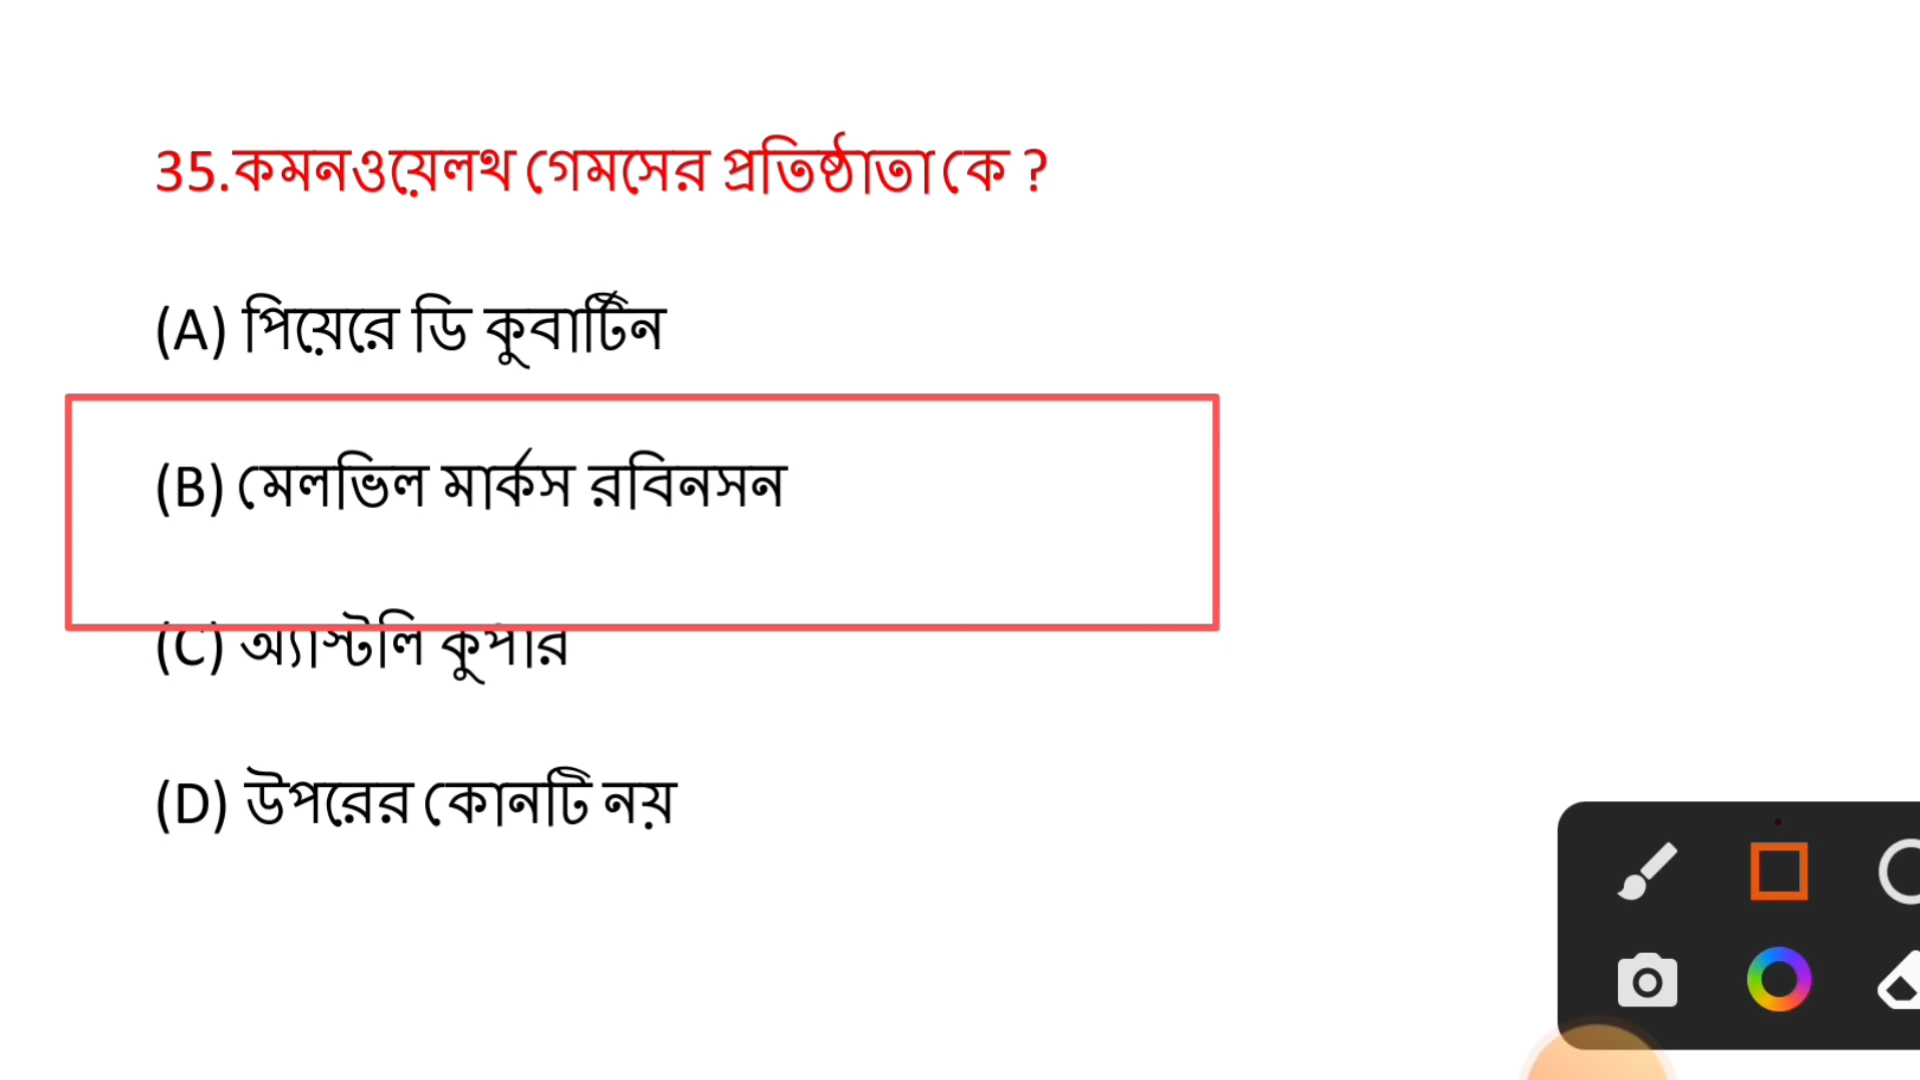 35.কমনওয়েলথ গেমসের প্রতিষ্ঠাতা কে ?
(A) পিয়েরে ডি কুবার্টিন
(B) মেলভিল মার্কস রবিনসন
(C) অ্যাস্টলি কুপার
(D) উপরের কোনটি নয়